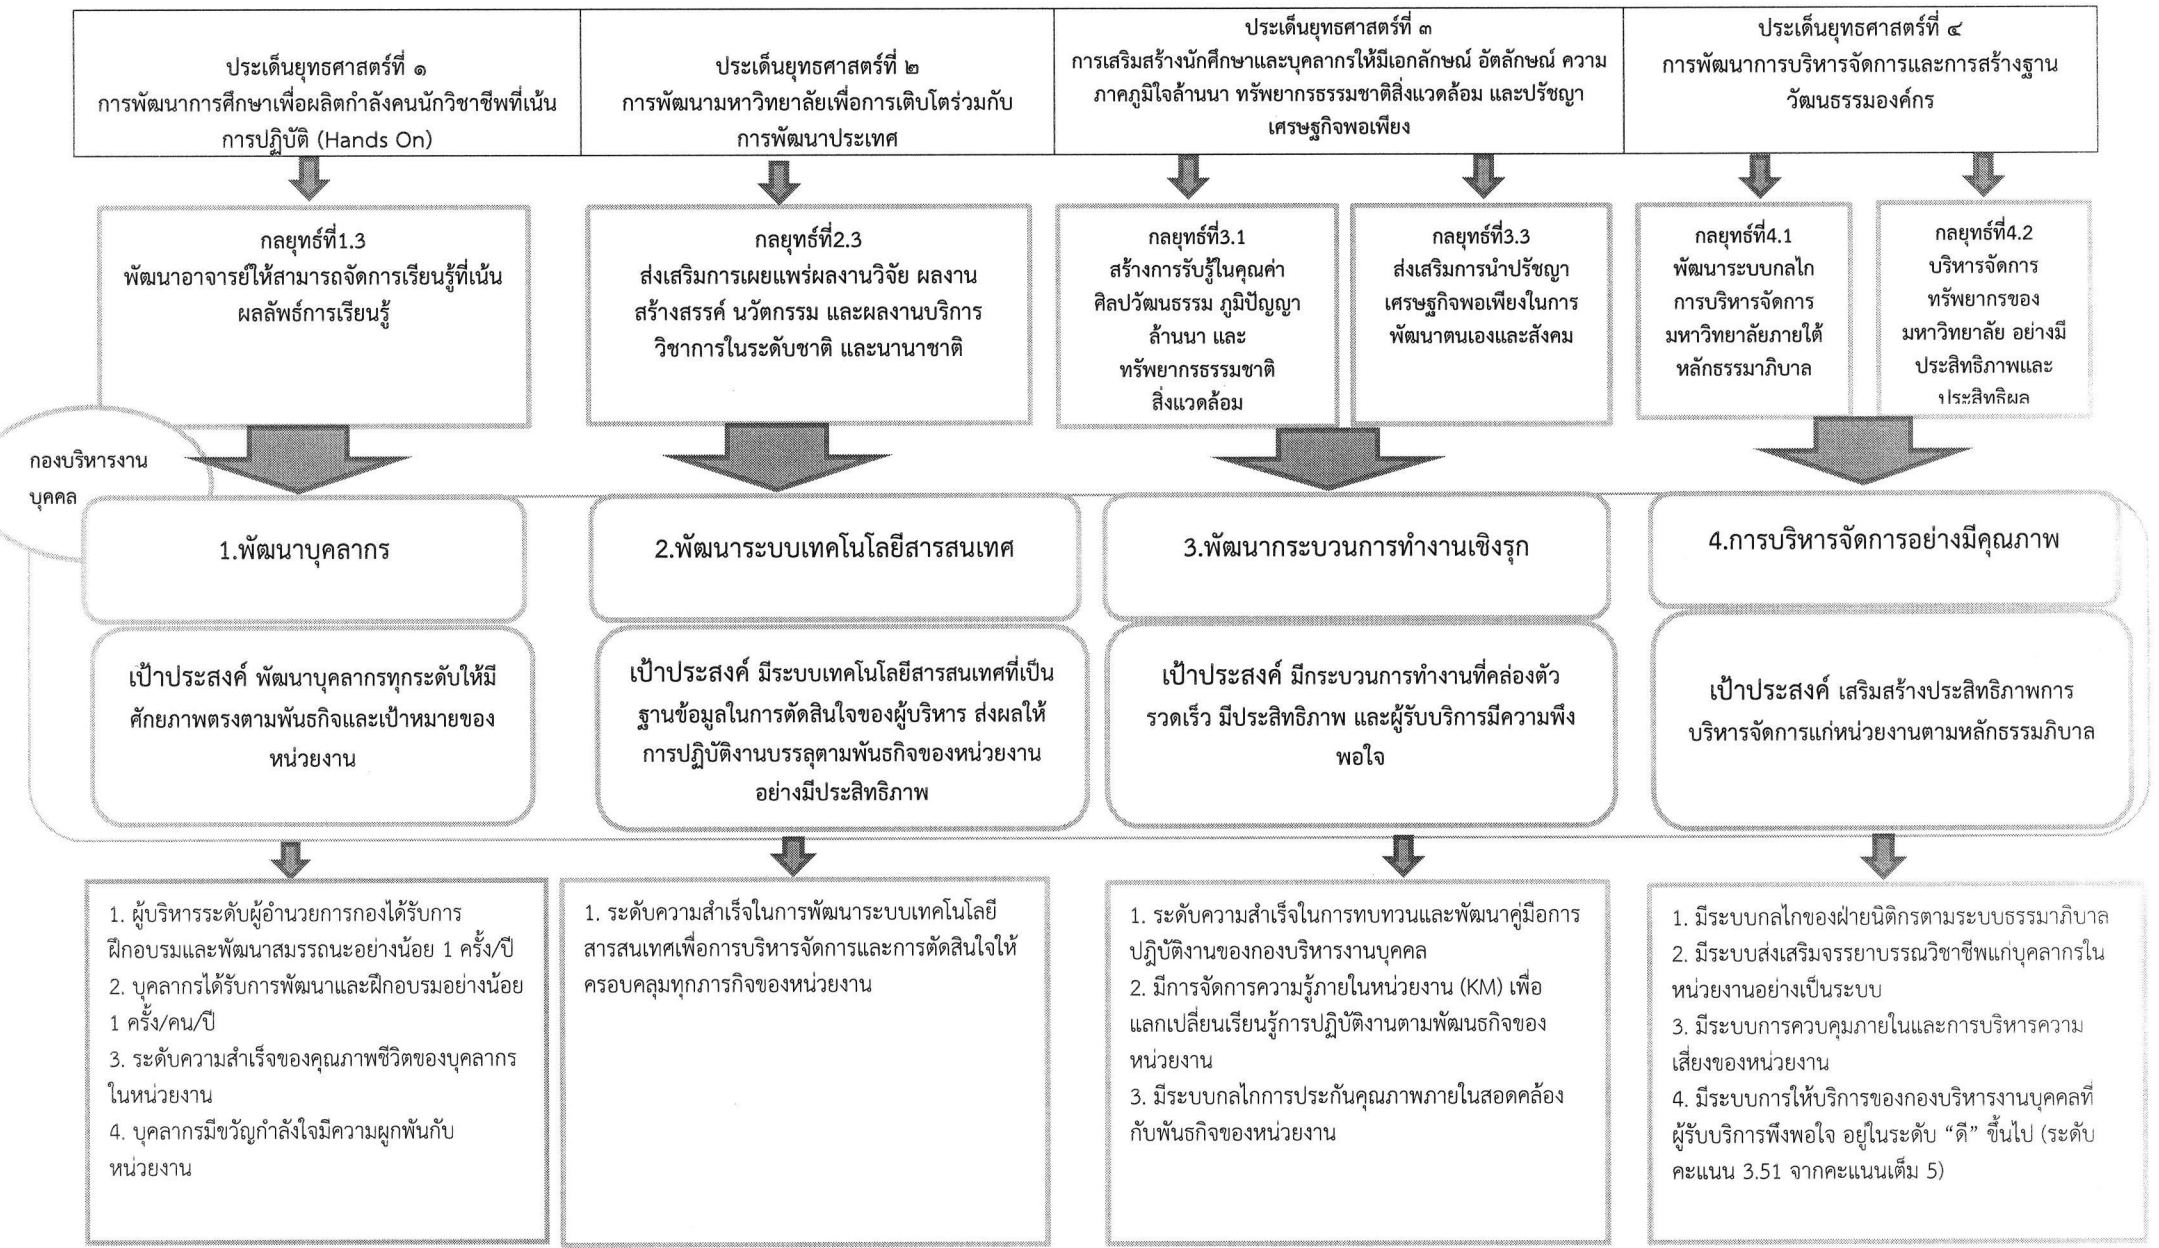 ประเด็นยุทธศาสตร์ที่ ๑
การพัฒนาการศึกษาเพื่อผลิตกำลังคนนักวิชาชีพที่เน้น
การปฏิบัติ (Hands On)
ประเด็นยุทธศาสตร์ที่ ๒
การพัฒนามหาวิทยาลัยเพื่อการเติบโตร่วมกับ
การพัฒนาประเทศ
ประเด็นยุทธศาสตร์ที่ ๓
การเสริมสร้างนักศึกษาและบุคลากรให้มีเอกลักษณ์ อัตลักษณ์ ความ
ภาคภูมิใจล้านนา ทรัพยากรธรรมชาติสิ่งแวดล้อม และปรัชญา
เศรษฐกิจพอเพียง
ประเด็นยุทธศาสตร์ที่ ๔
การพัฒนาการบริหารจัดการและการสร้างฐาน
วัฒนธรรมองค์กร
กลยุทธ์ที่1.3
พัฒนาอาจารย์ให้สามารถจัดการเรียนรู้ที่เน้น
ผลลัพธ์การเรียนรู้
กลยุทธ์ที่2.3
ส่งเสริมการเผยแพร่ผลงานวิจัย ผลงาน
สร้างสรรค์ นวัตกรรม และผลงานบริการ
วิชาการในระดับชาติ และนานาชาติ
กลยุทธ์ที่3.1
สร้างการรับรู้ในคุณค่า
ศิลปวัฒนธรรม ภูมิปัญญา
ล้านนา และ
ทรัพยากรธรรมชาติ
สิ่งแวดล้อม
กลยุทธ์ที่3.3
ส่งเสริมการนำปรัชญา
เศรษฐกิจพอเพียงในการ
พัฒนาตนเองและสังคม
กลยุทธ์ที่4.1
พัฒนาระบบกลไก
การบริหารจัดการ
มหาวิทยาลัยภายใต้
หลักธรรมาภิบาล
กลยุทธ์ที่4.2
บริหารจัดการ
ทรัพยากรของ
มหาวิทยาลัย อย่างมี
ประสิทธิภาพและ
ประสิทธิผล
กองบริหารงาน
บุคคล
1.พัฒนาบุคลากร
2.พัฒนาระบบเทคโนโลยีสารสนเทศ
3.พัฒนากระบวนการทำงานเชิงรุก
4.การบริหารจัดการอย่างมีคุณภาพ
เป้าประสงค์ พัฒนาบุคลากรทุกระดับให้มี
ศักยภาพตรงตามพันธกิจและเป้าหมายของ
หน่วยงาน
เป้าประสงค์ มีระบบเทคโนโลยีสารสนเทศที่เป็น
ฐานข้อมูลในการตัดสินใจของผู้บริหาร ส่งผลให้
การปฏิบัติงานบรรลุตามพันธกิจของหน่วยงาน
อย่างมีประสิทธิภาพ
เป้าประสงค์ มีกระบวนการทำงานที่คล่องตัว
รวดเร็ว มีประสิทธิภาพ และผู้รับบริการมีความพึง
พอใจ
เป้าประสงค์ เสริมสร้างประสิทธิภาพการ
บริหารจัดการแก่หน่วยงานตามหลักธรรมภิบาล
1. ผู้บริหารระดับผู้อำนวยการกองได้รับการ
ฝึกอบรมและพัฒนาสมรรถนะอย่างน้อย 1 ครั้ง/ปี
2. บุคลากรได้รับการพัฒนาและฝึกอบรมอย่างน้อย
1 ครั้ง/คน/ปี
3. ระดับความสำเร็จของคุณภาพชีวิตของบุคลากร
ในหน่วยงาน
4. บุคลากรมีขวัญกำลังใจมีความผูกพันกับ
หน่วยงาน
1. ระดับความสำเร็จในการพัฒนาระบบเทคโนโลยี
สารสนเทศเพื่อการบริหารจัดการและการตัดสินใจให้
ครอบคลุมทุกภารกิจของหน่วยงาน
1. ระดับความสำเร็จในการทบทวนและพัฒนาคู่มือการ
ปฏิบัติงานของกองบริหารงานบุคคล
2. มีการจัดการความรู้ภายในหน่วยงาน (KM) เพื่อ
แลกเปลี่ยนเรียนรู้การปฏิบัติงานตามพัฒนธกิจของ
หน่วยงาน
3. มีระบบกลไกการประกันคุณภาพภายในสอดคล้อง
กับพันธกิจของหน่วยงาน
1. มีระบบกลไกของฝ่ายนิติกรตามระบบธรรมาภิบาล
2. มีระบบส่งเสริมจรรยาบรรณวิชาชีพแก่บุคลากรใน
หน่วยงานอย่างเป็นระบบ
3. มีระบบการควบคุมภายในและการบริหารความ
เสี่ยงของหน่วยงาน
4. มีระบบการให้บริการของกองบริหารงานบุคคลที่
ผู้รับบริการพึงพอใจ อยู่ในระดับ “ดี” ขึ้นไป (ระดับ
คะแนน 3.51 จากคะแนนเต็ม 5)